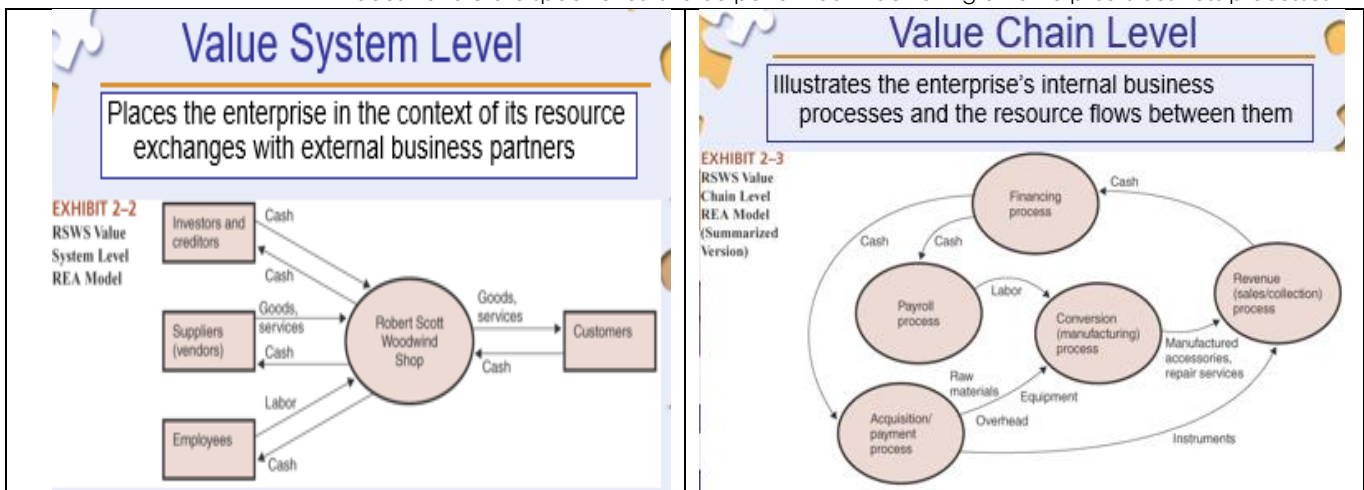 Value System Level
Places the enterprise in the context of its resource
exchanges with external business partners
EXHIBIT 2–2
RSWS Value
System Level
REA Model
Investors and
creditors
Cash
Cash
Suppliers
(vendors)
Goods,
services
Cash
Employees
Labor
Cash
Robert Scott
Woodwind
Shop
Goods,
services
Cash
Customers
Value Chain Level
Illustrates the enterprise's internal business
processes and the resource flows between them
EXHIBIT 2–3
RSWS Value
Chain Level
REA Model
(Summarized
Version)
Financing
process
Cash
Cash
Cash
Payroll
process
Labor
Revenue
(sales/collection)
process
Conversion
(manufacturing)
process
Manufactured
accessories,
repair services
Raw
materials
Equipment
Overhead
Acquisition/
payment
process
Instruments